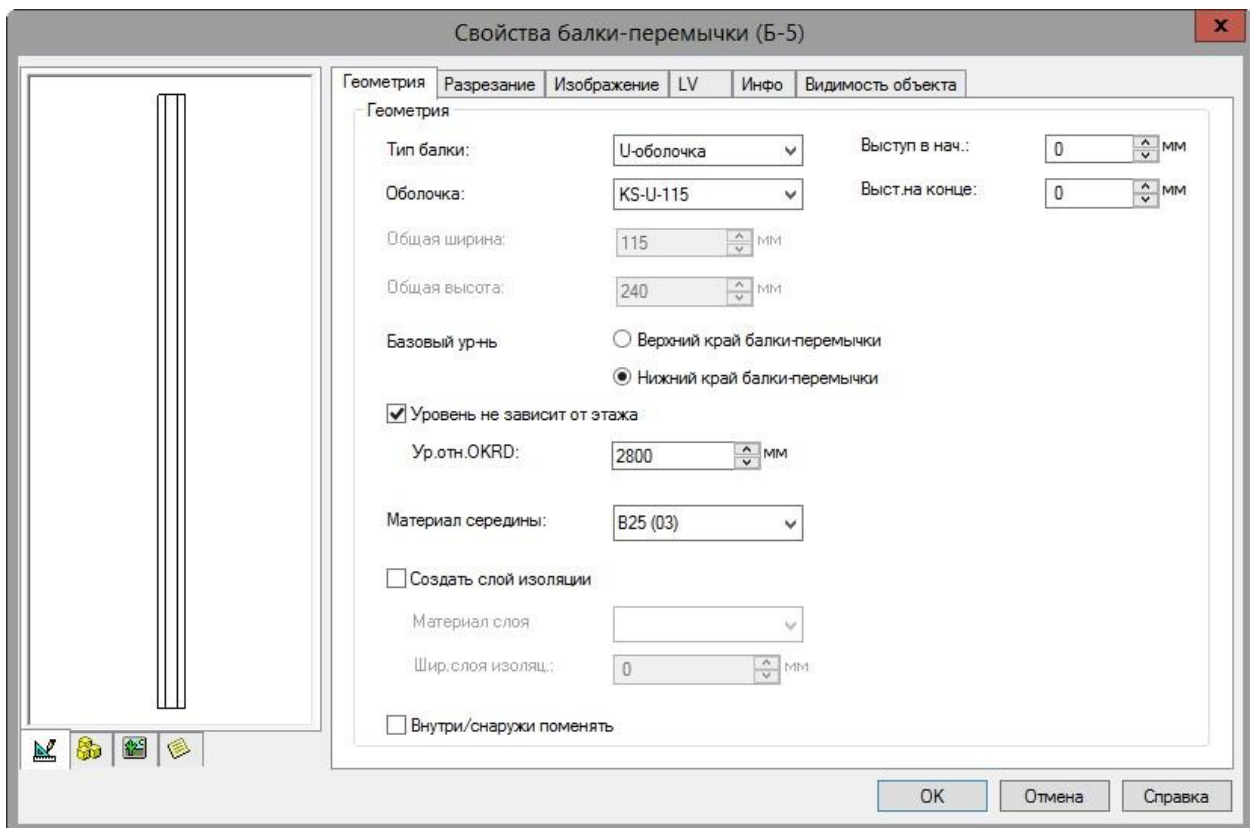 Свойства балки-перемычки (Б-5)
x
Геометрия Разрезание Изображение LV Инфо Видимость объекта
Геометрия
Тип балки: U-оболочка Выступ в нач.: 0 мм
Оболочка: KS-U-115 Выст.на конце: 0 мм
Общая ширина: 115 мм
Общая высота: 240 мм
Базовый ур-нь Верхний край балки-перемычки
Нижний край балки-перемычки
Уровень не зависит от этажа
Ур.отн.OKRD: 2800 мм
Материал середины: B25 (03)
Создать слой изоляции
Материал слоя
Шир.слоя изоляц.: 0 мм
Внутри/снаружи поменять
OK Отмена Справка